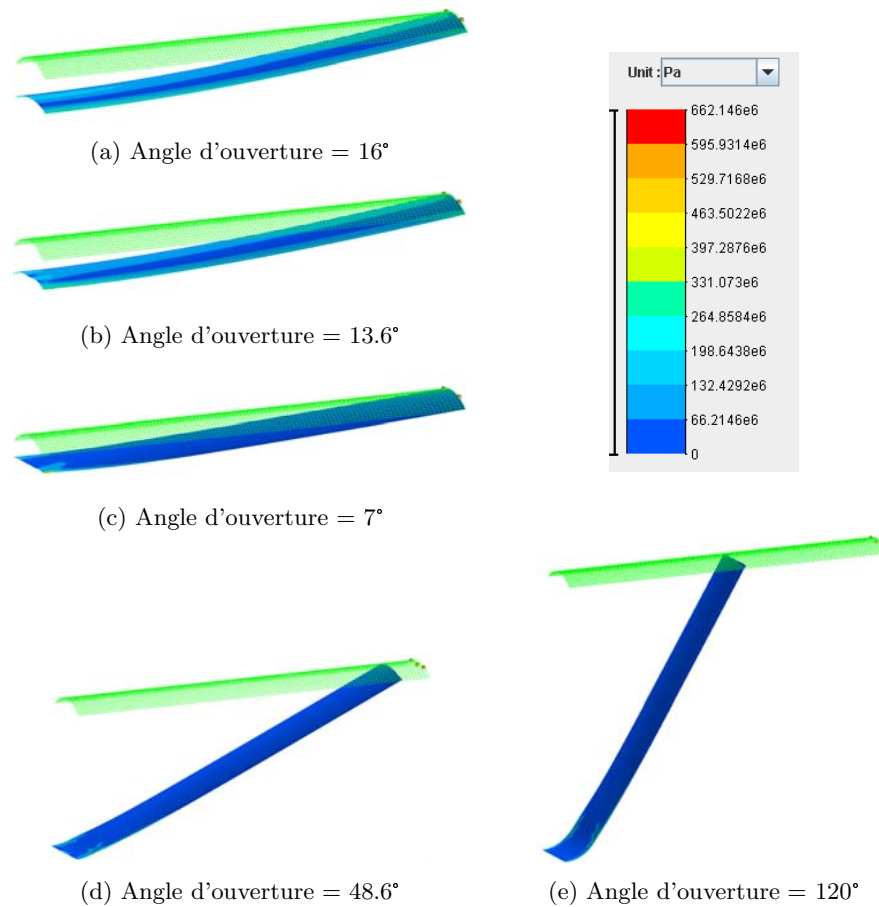 Unit : Pa
662.146e6
595.9314e6
529.7168e6
463.5022e6
397.2876e6
331.073e6
264.8584e6
198.6438e6
132.4292e6
66.2146e6
0
(a) Angle d'ouverture = 16°
(b) Angle d'ouverture = 13.6°
(c) Angle d'ouverture = 7°
(d) Angle d'ouverture = 48.6°
(e) Angle d'ouverture = 120°